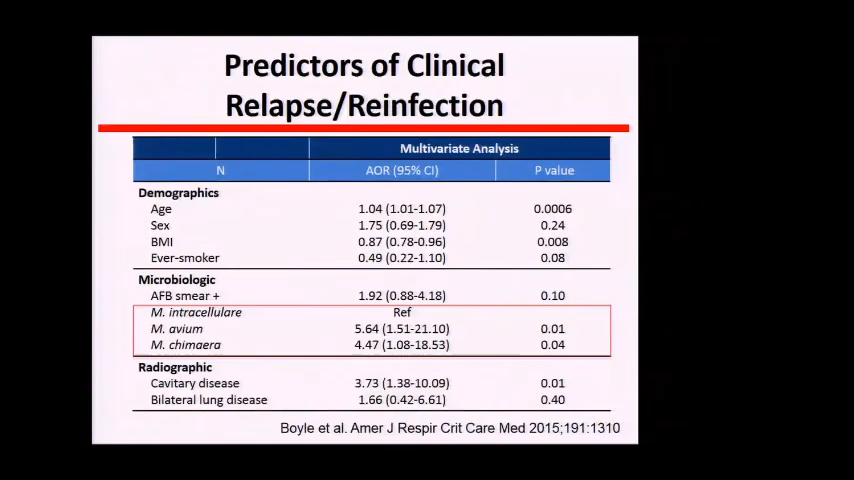 Predictors of Clinical
Relapse/Reinfection
Multivariate Analysis
N AOR (95% CI) P value
Demographics
Age 1.04 (1.01-1.07) 0.0006
Sex 1.75 (0.69-1.79) 0.24
BMI 0.87 (0.78-0.96) 0.008
Ever-smoker 0.49 (0.22-1.10) 0.08
Microbiologic
AFB smear + 1.92 (0.88-4.18) 0.10
M. intracellulare Ref
M. avium 5.64 (1.51-21.10) 0.01
M. chimaera 4.47 (1.08-18.53) 0.04
Radiographic
Cavitary disease 3.73 (1.38-10.09) 0.01
Bilateral lung disease 1.66 (0.42-6.61) 0.40
Boyle et al. Amer J Respir Crit Care Med 2015;191:1310